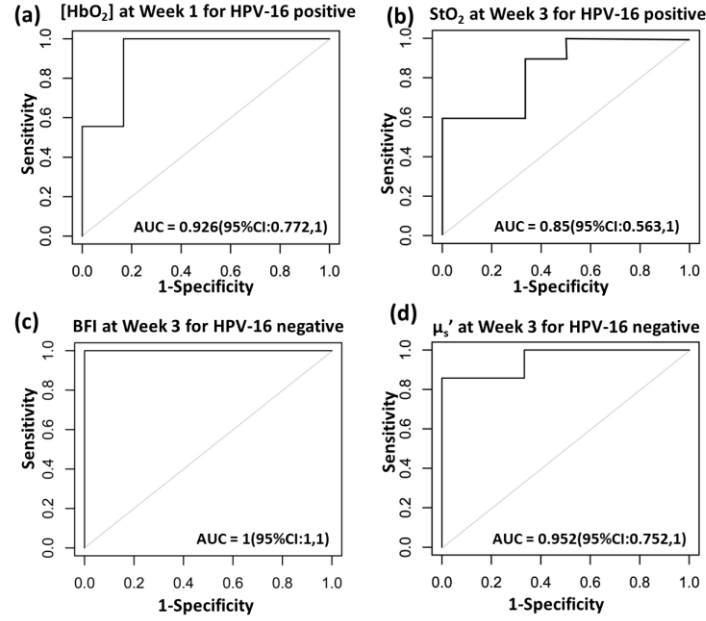 (a) [HbO₂] at Week 1 for HPV-16 positive
Sensitivity
1.0
0.8
0.6
0.4
0.2
0.0
AUC = 0.926(95%CI:0.772,1)
0.0 0.2 0.4 0.6 0.8 1.0
1-Specificity
(b) StO₂ at Week 3 for HPV-16 positive
Sensitivity
1.0
0.8
0.6
0.4
0.2
0.0
AUC = 0.85(95%CI:0.563,1)
0.0 0.2 0.4 0.6 0.8 1.0
1-Specificity
(c) BFI at Week 3 for HPV-16 negative
Sensitivity
1.0
0.8
0.6
0.4
0.2
0.0
AUC = 1(95%CI:1,1)
0.0 0.2 0.4 0.6 0.8 1.0
1-Specificity
(d) μₛ’ at Week 3 for HPV-16 negative
Sensitivity
1.0
0.8
0.6
0.4
0.2
0.0
AUC = 0.952(95%CI:0.752,1)
0.0 0.2 0.4 0.6 0.8 1.0
1-Specificity